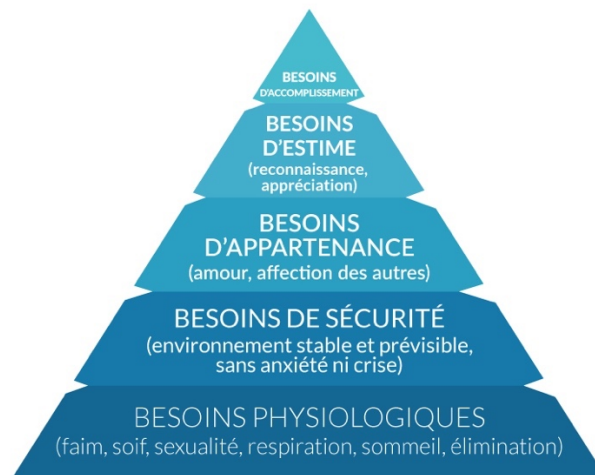 BESOINS
D'ACCOMPLISSEMENT
BESOINS
D'ESTIME
(reconnaissance,
appréciation)
BESOINS
D'APPARTENANCE
(amour, affection des autres)
BESOINS DE SÉCURITÉ
(environnement stable et prévisible,
sans anxiété ni crise)
BESOINS PHYSIOLOGIQUES
(faim, soif, sexualité, respiration, sommeil, élimination)